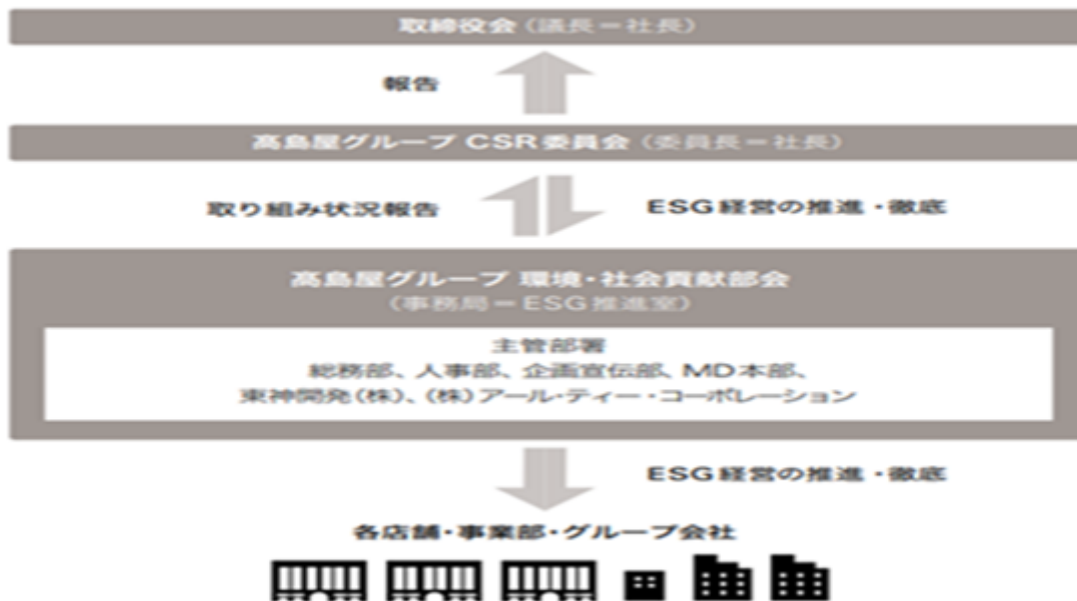 取締役会（議長＝社長）
報告
髙島屋グループ CSR委員会（委員長＝社長）
取り組み状況報告
ESG経営の推進・徹底
髙島屋グループ 環境・社会貢献部会
（事務局＝ESG推進室）
主管部署
総務部、人事部、企画宣伝部、MD本部、
東神開発(株)、(株)アール・ティー・コーポレーション
ESG経営の推進・徹底
各店舗・事業部・グループ会社